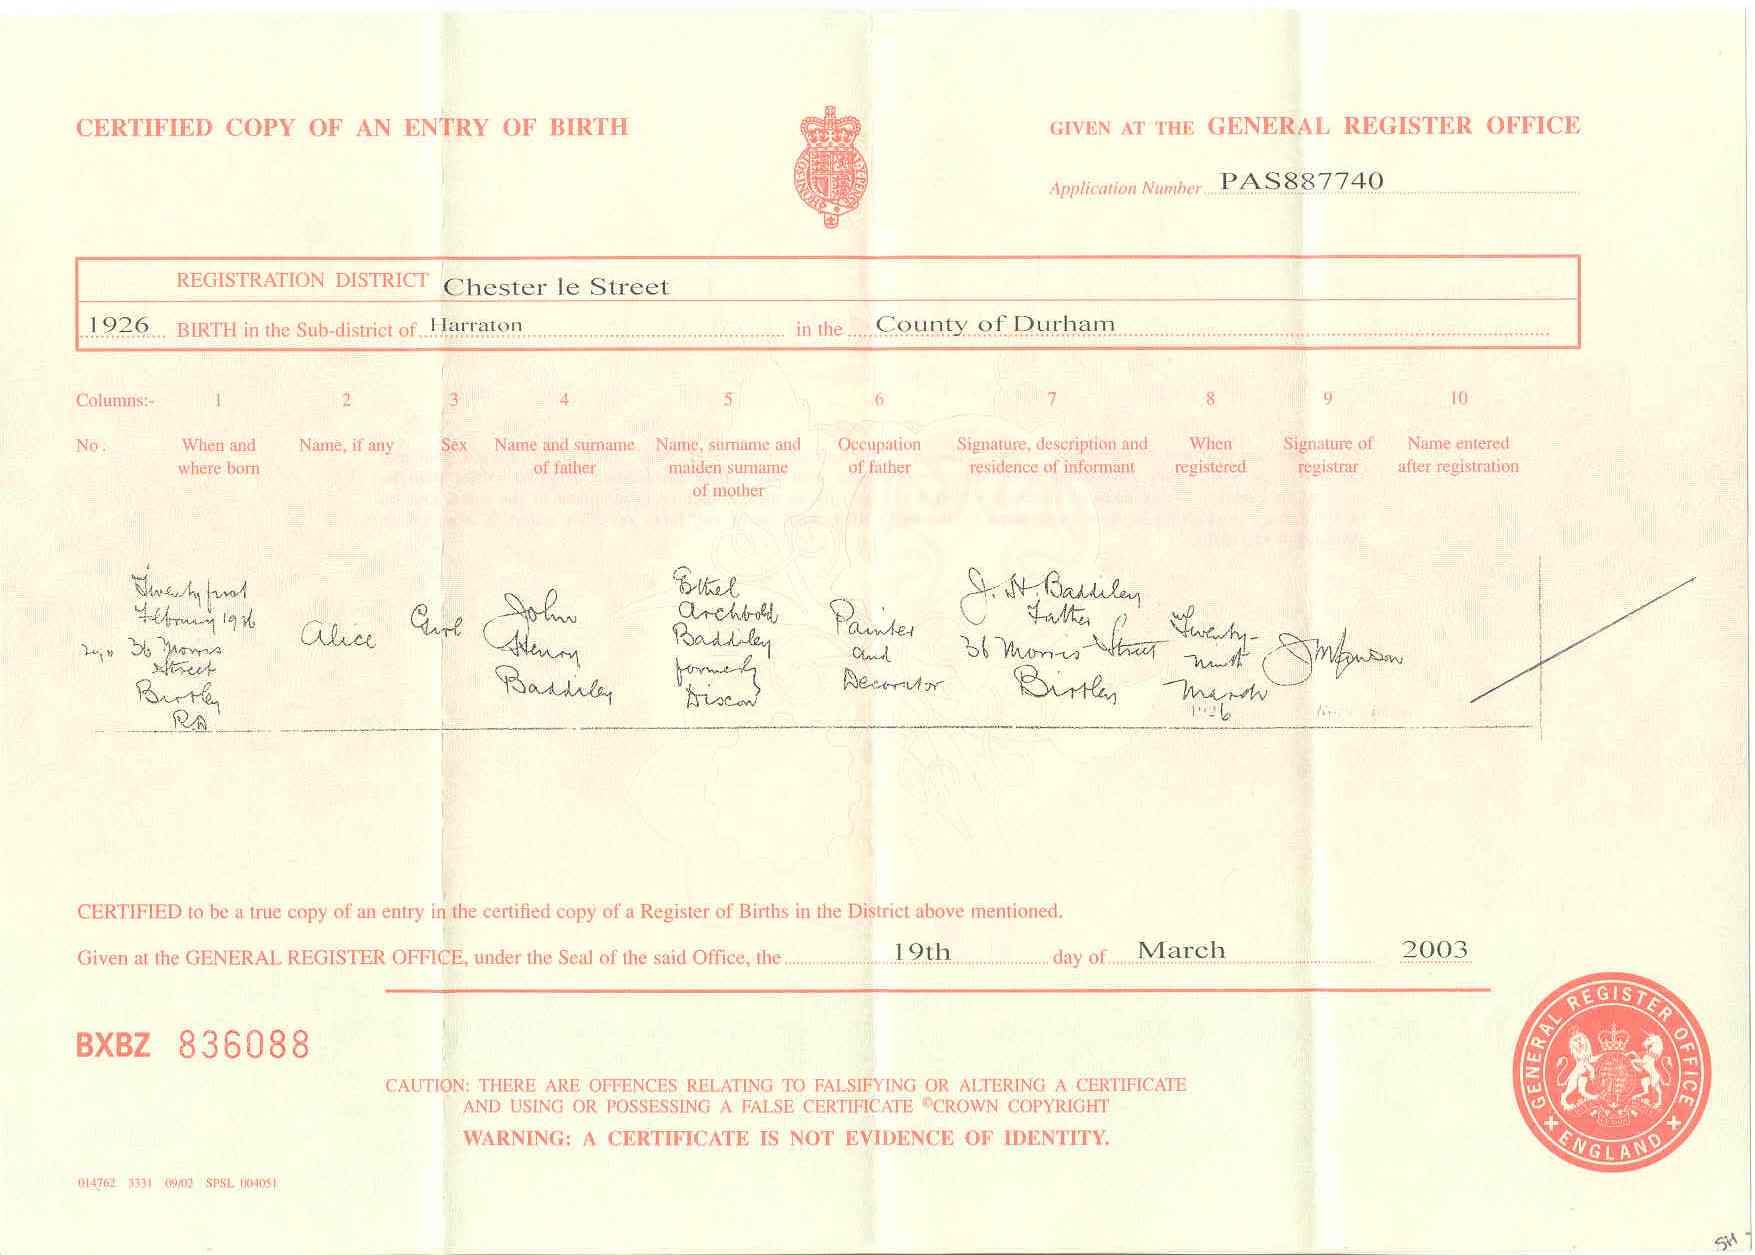 CERTIFIED COPY OF AN ENTRY OF BIRTH
GIVEN AT THE GENERAL REGISTER OFFICE
Application Number PAS887740
REGISTRATION DISTRICT Chester le Street
1926 BIRTH in the Sub-district of Harraton in the County of Durham
Columns:- 1 2 3 4 5 6 7 8 9 10
No. When and Name, if any Sex Name and surname Name, surname and Occupation Signature, description and When Signature of Name entered
where born of father maiden surname of father residence of informant registered registrar after registration
of mother
Twenty first
February 1926
36 Morris
Street
Birtley
Alice
Girl
John
Henry
Baddiley
Ethel
Archbold
Baddiley
formerly
Dixon
Painter
and
Decorator
J. H. Baddiley
Father
36 Morris Street
Birtley
Twenty-
ninth
March
1926
CERTIFIED to be a true copy of an entry in the certified copy of a Register of Births in the District above mentioned.
Given at the GENERAL REGISTER OFFICE, under the Seal of the said Office, the 19th day of March 2003
BXBZ 836088
CAUTION: THERE ARE OFFENCES RELATING TO FALSIFYING OR ALTERING A CERTIFICATE
AND USING OR POSSESSING A FALSE CERTIFICATE ©CROWN COPYRIGHT
WARNING: A CERTIFICATE IS NOT EVIDENCE OF IDENTITY.
GENERAL REGISTER OFFICE
ENGLAND
014762 3331 09/02 SPSL 004051